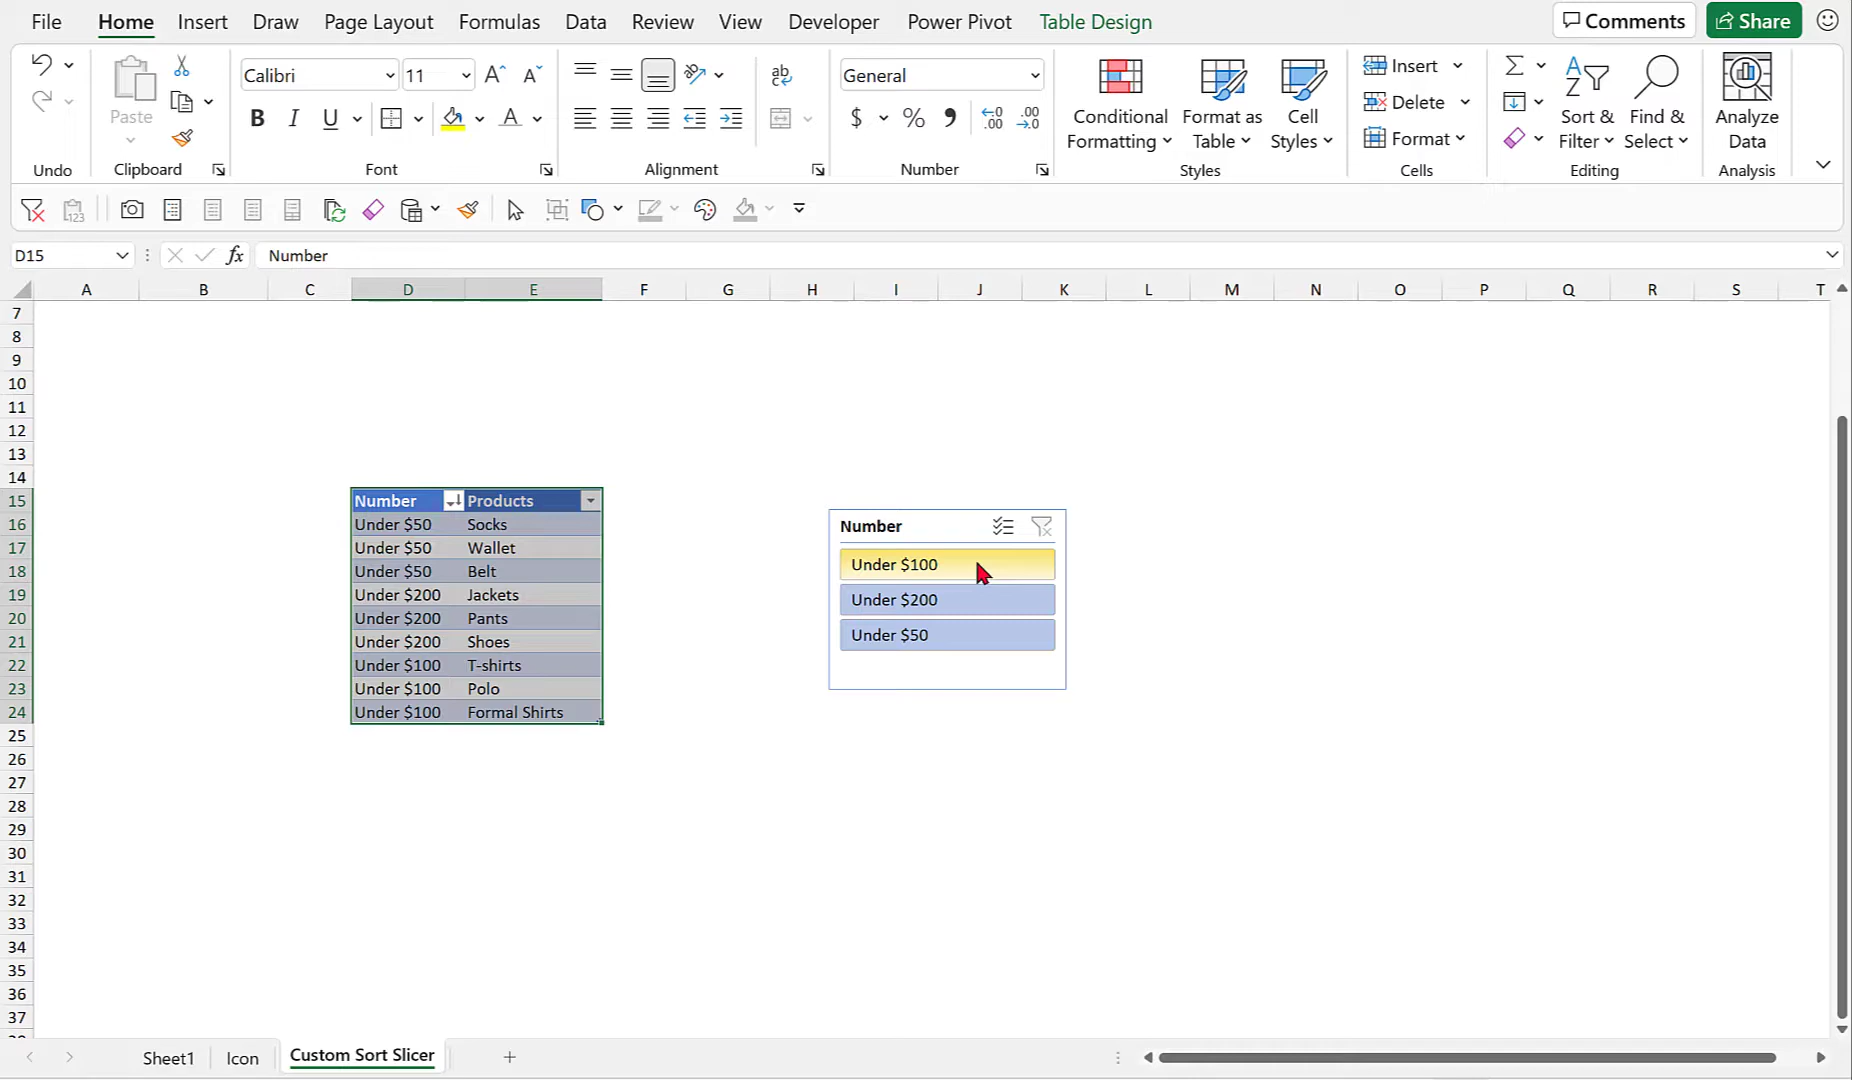 File Home Insert Draw Page Layout Formulas Data Review View Developer Power Pivot Table Design Comments Share
Calibri 11 General
Paste
B I U A ab $ % Conditional Formatting Format as Table Cell Styles
Insert
Delete
Format
Sort & Filter Find & Select Analyze Data
Undo Clipboard Font Alignment Number Styles Cells Editing Analysis
D15 fx Number
A B C D E F G H I J K L M N O P Q R S T
7
8
9
10
11
12
13
14
15 Number Products
16 Under $50 Socks
17 Under $50 Wallet
18 Under $50 Belt
19 Under $200 Jackets
20 Under $200 Pants
21 Under $200 Shoes
22 Under $100 T-shirts
23 Under $100 Polo
24 Under $100 Formal Shirts
Number
Under $100
Under $200
Under $50
25
26
27
28
29
30
31
32
33
34
35
36
37
Sheet1 Icon Custom Sort Slicer